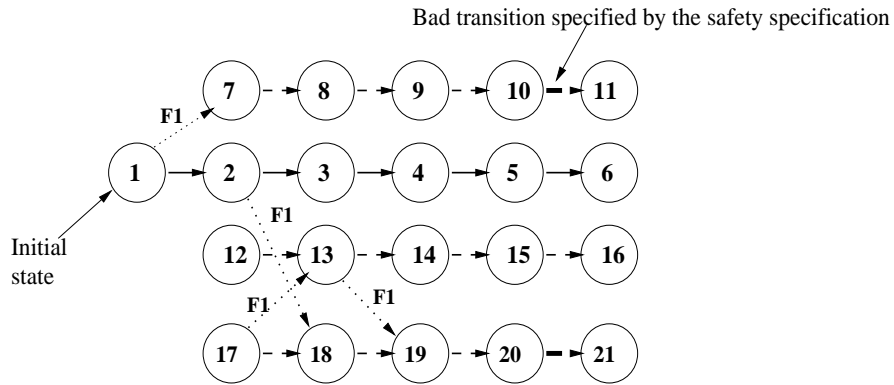 Bad transition specified by the safety specification
7 8 9 10 11
F1
1 2 3 4 5 6
F1
Initial
state
12 13 14 15 16
F1 F1
17 18 19 20 21